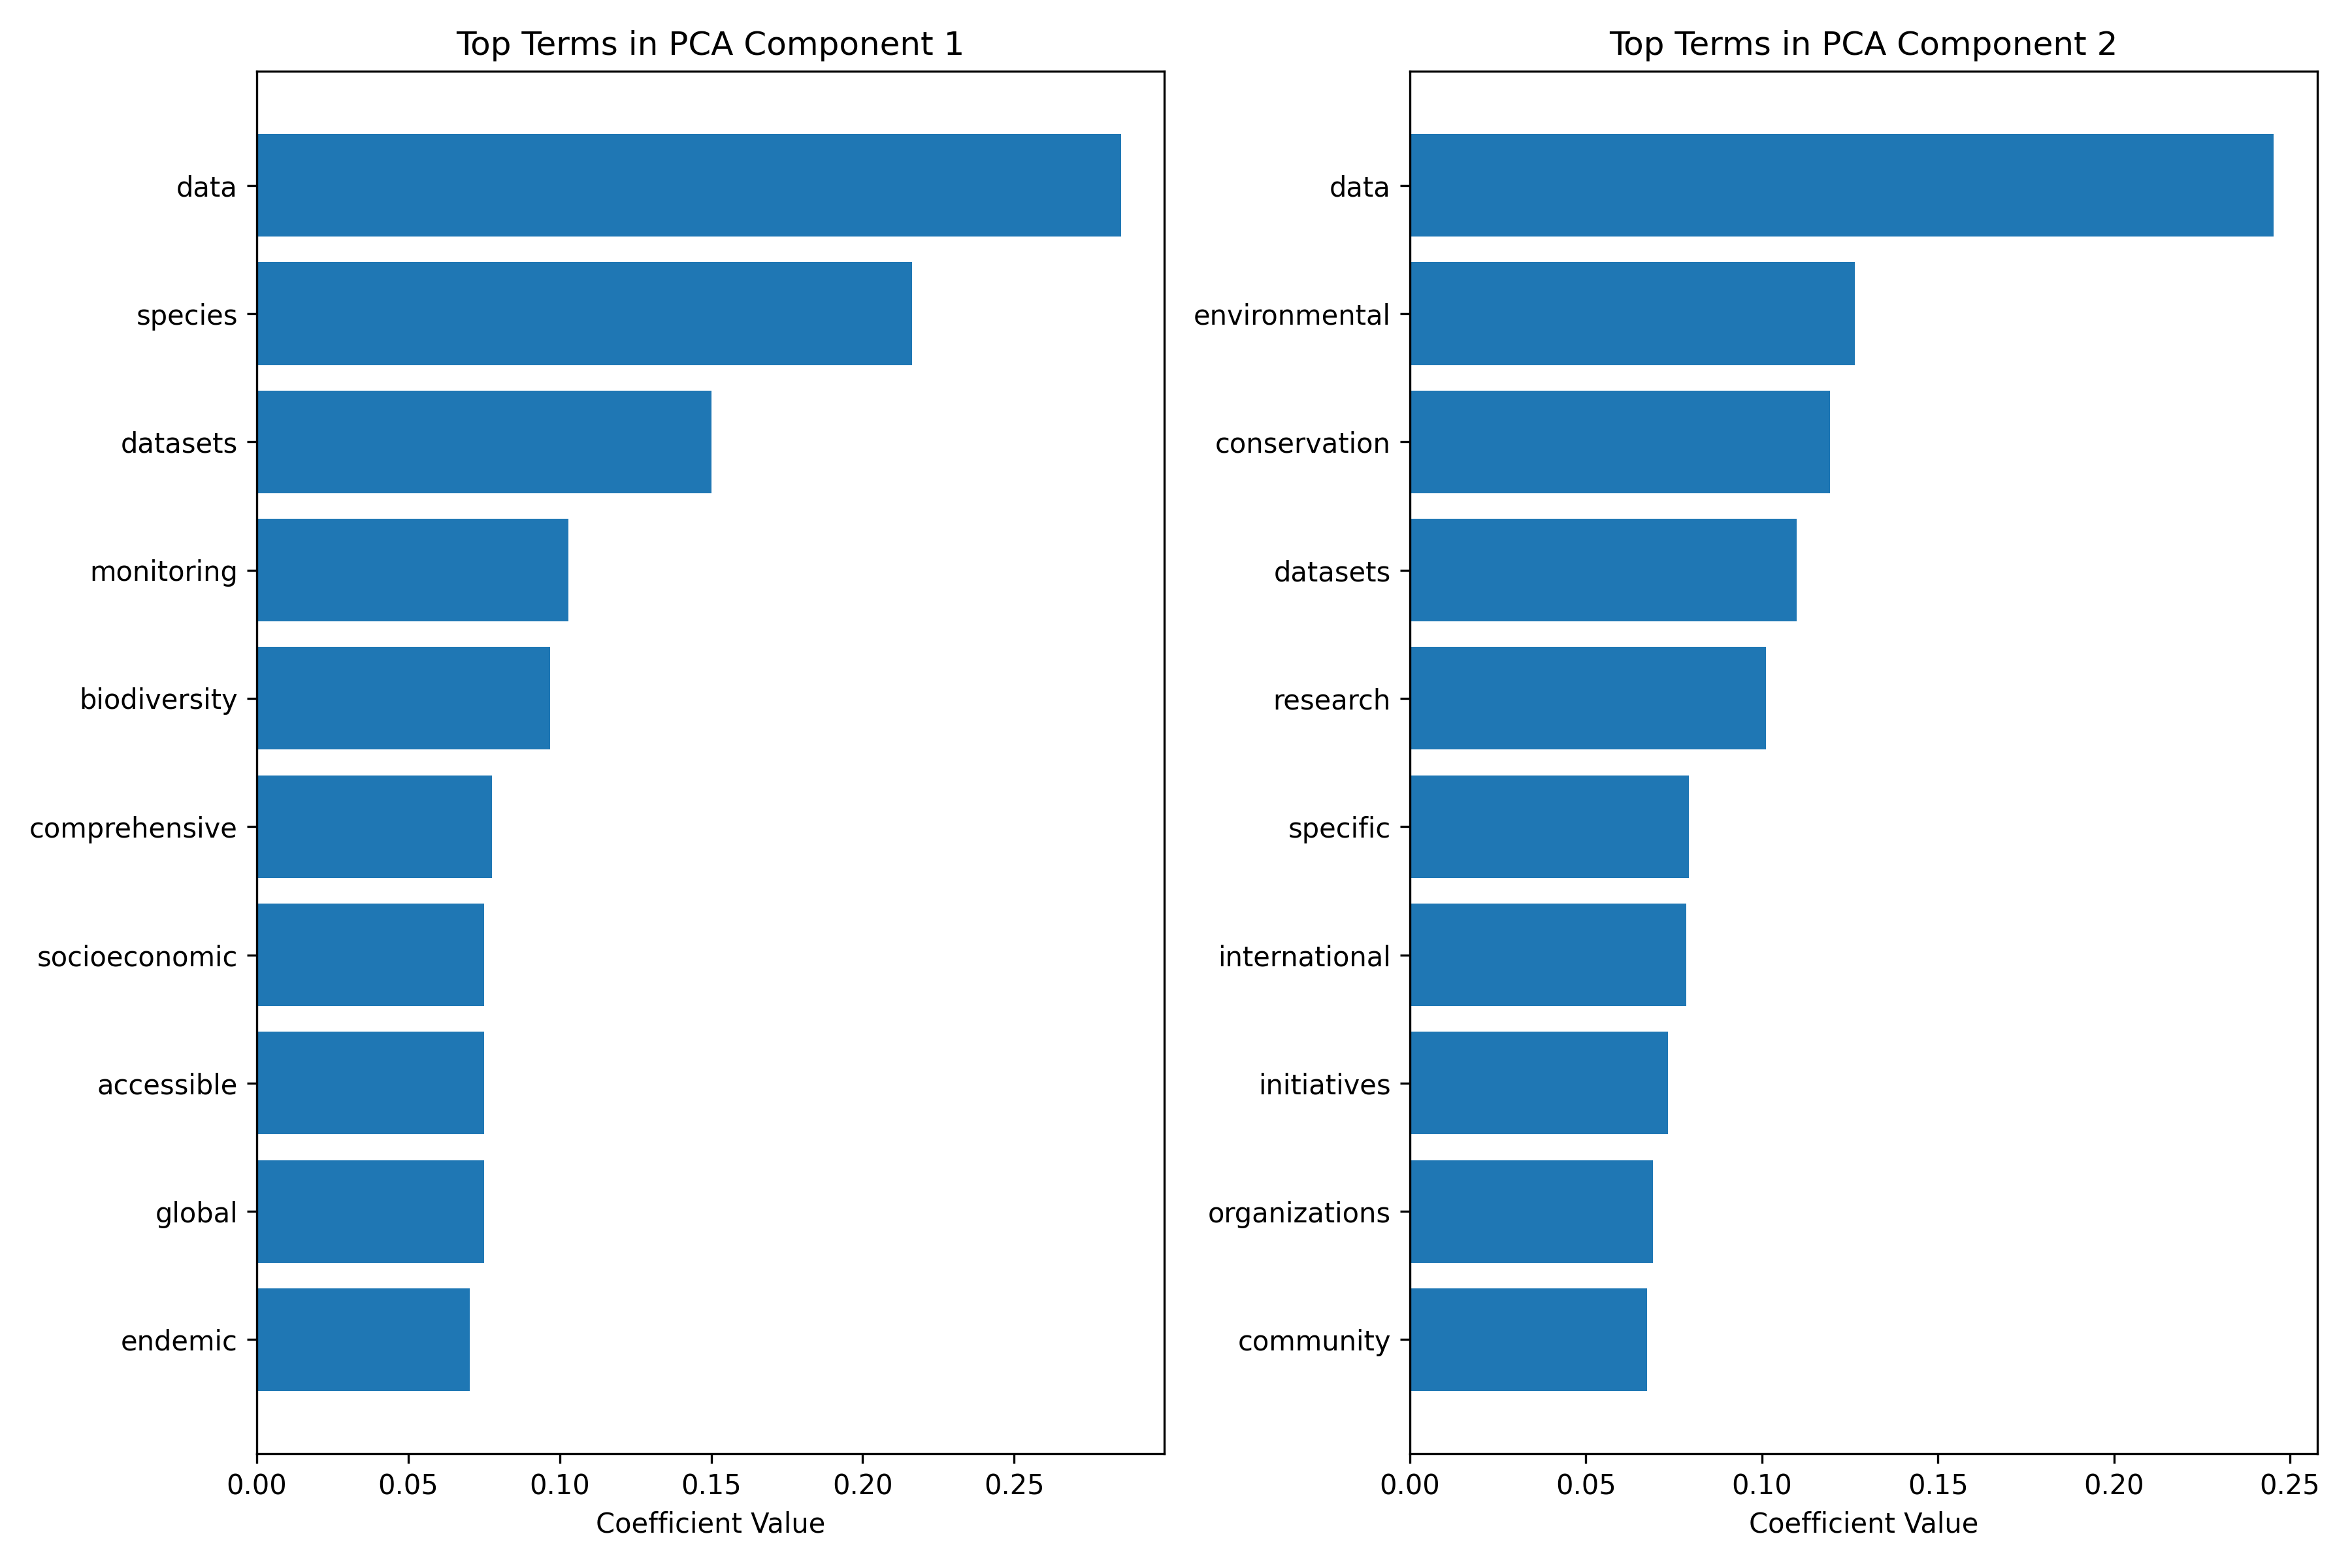 Top Terms in PCA Component 1
data
species
datasets
monitoring
biodiversity
comprehensive
socioeconomic
accessible
global
endemic
0.00 0.05 0.10 0.15 0.20 0.25
Coefficient Value
Top Terms in PCA Component 2
data
environmental
conservation
datasets
research
specific
international
initiatives
organizations
community
0.00 0.05 0.10 0.15 0.20 0.25
Coefficient Value